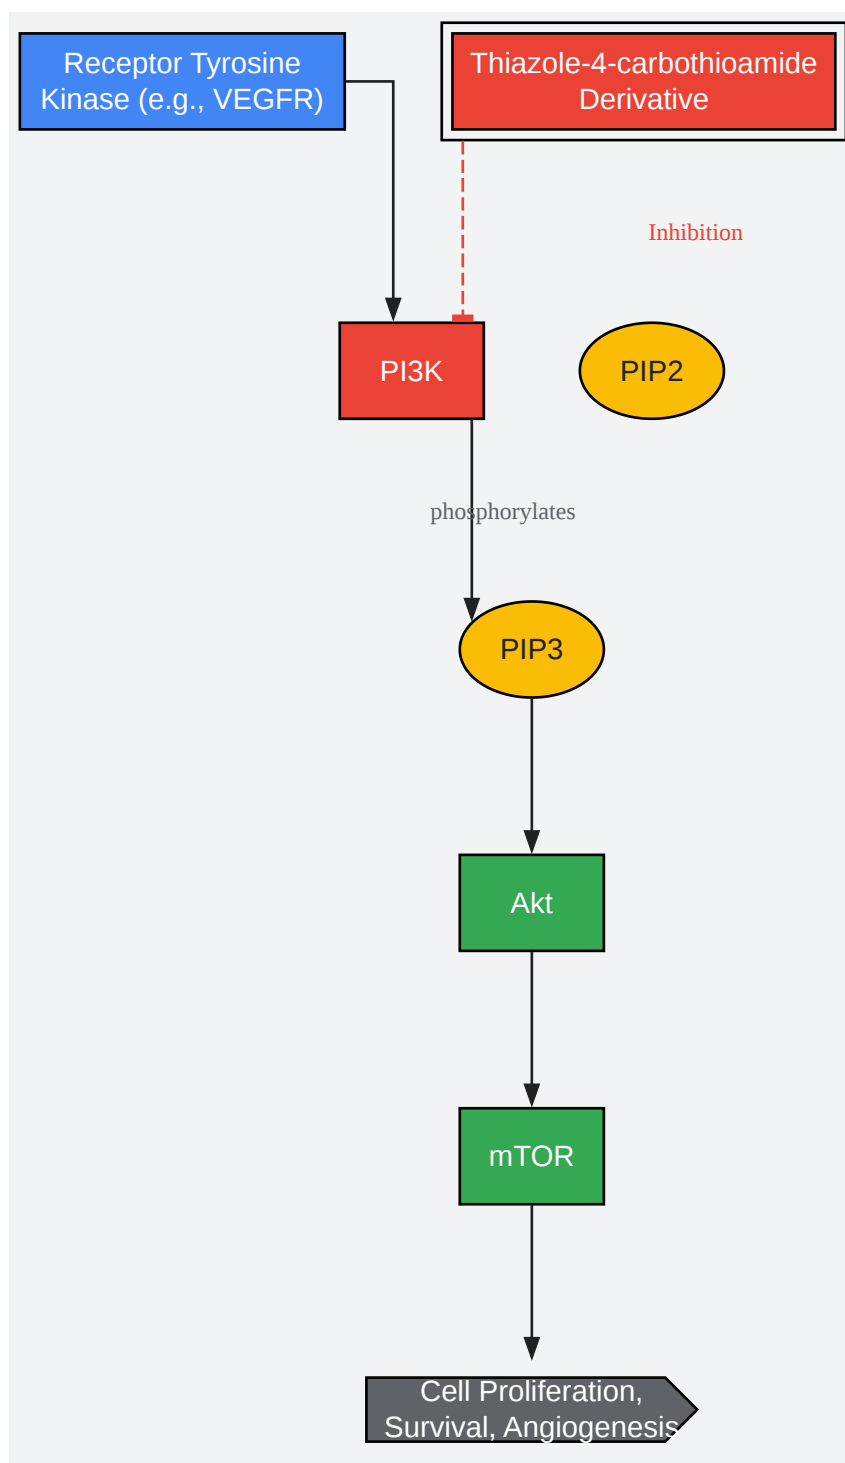 Receptor Tyrosine
Kinase (e.g., VEGFR)
Thiazole-4-carbothioamide
Derivative
Inhibition
PI3K
PIP2
phosphorylates
PIP3
Akt
mTOR
Cell Proliferation,
Survival, Angiogenesis